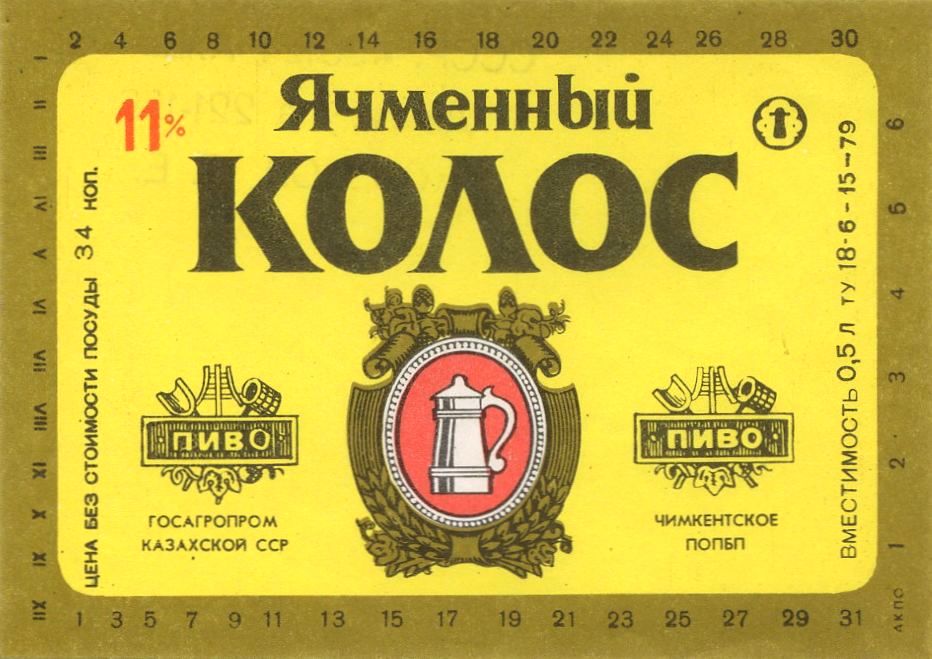 2 4 6 8 10 12 14 16 18 20 22 24 26 28 30
Ячменный
11%
КОЛОС
ЦЕНА БЕЗ СТОИМОСТИ ПОСУДЫ 34 КОП.
ВМЕСТИМОСТЬ 0,5 Л ТУ 18-6-15-79
ПИВО
ГОСАГРОПРОМ
КАЗАХСКОЙ ССР
ПИВО
ЧИМКЕНТСКОЕ
ПОПБП
I II III IV V VI VII VIII IX X XI XII
6 5 4 3 2 1
АКПО
1 3 5 7 9 11 13 15 17 19 21 23 25 27 29 31